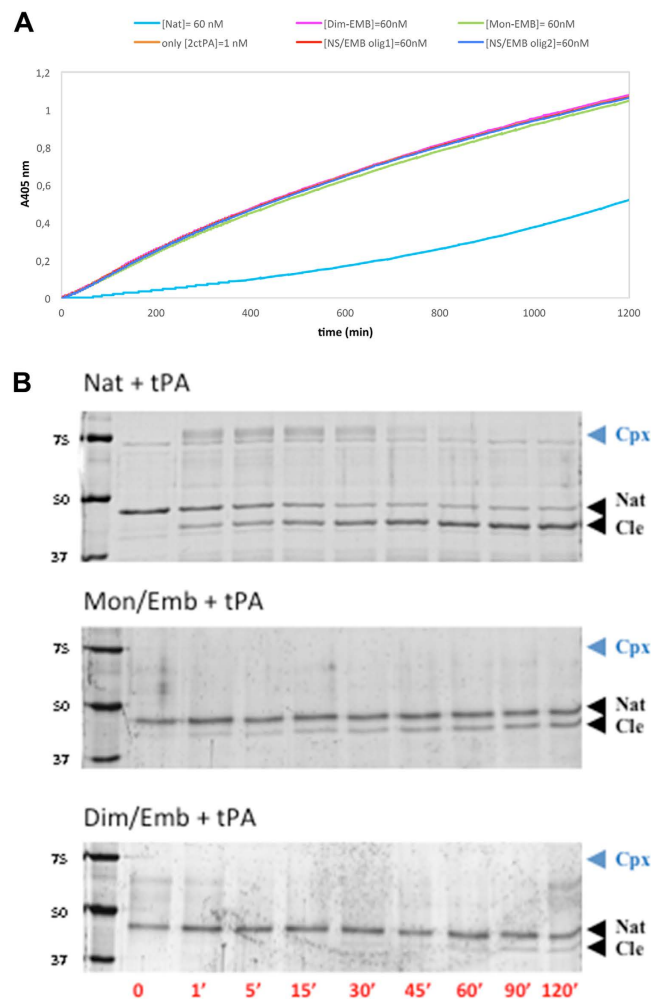 A
[Nat]= 60 nM [Dim-EMB]=60nM [Mon-EMB]= 60nM
only [2ctPA]=1 nM [NS/EMB olig1]=60nM [NS/EMB olig2]=60nM
1,2
1
0,8
0,6
0,4
0,2
0
A405 nm
0 200 400 600 800 1000 1200
time (min)
B
Nat + tPA
75 Cpx
50 Nat
Cle
37
Mon/Emb + tPA
75 Cpx
50 Nat
Cle
37
Dim/Emb + tPA
75 Cpx
50 Nat
Cle
37
0 1’ 5’ 15’ 30’ 45’ 60’ 90’ 120’